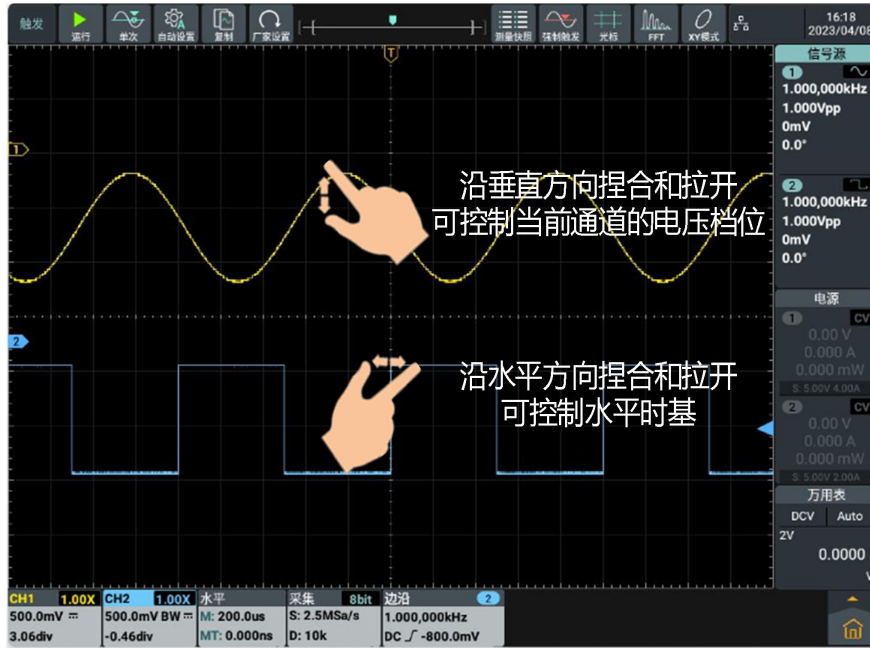 触发
运行
单次
自动设置
复制
厂家设置
T
测量快照
强制触发
光标
FFT
XY模式
16:18
2023/04/08
信号源
1
1.000,000kHz
1.000Vpp
0mV
0.0°
2
1.000,000kHz
1.000Vpp
0mV
0.0°
1
沿垂直方向捏合和拉开
可控制当前通道的电压档位
2
沿水平方向捏合和拉开
可控制水平时基
电源
1 CV
0.00 V
0.000 A
0.000 mW
S: 5.00V 4.00A
2 CV
0.00 V
0.000 A
0.000 mW
S: 5.00V 2.00A
万用表
DCV Auto
2V
0.0000
V
CH1 1.00X
500.0mV
3.06div
CH2 1.00X
500.0mV BW
-0.46div
水平
M: 200.0us
MT: 0.000ns
采集 8bit
S: 2.5MSa/s
D: 10k
边沿 2
1.000,000kHz
DC -800.0mV